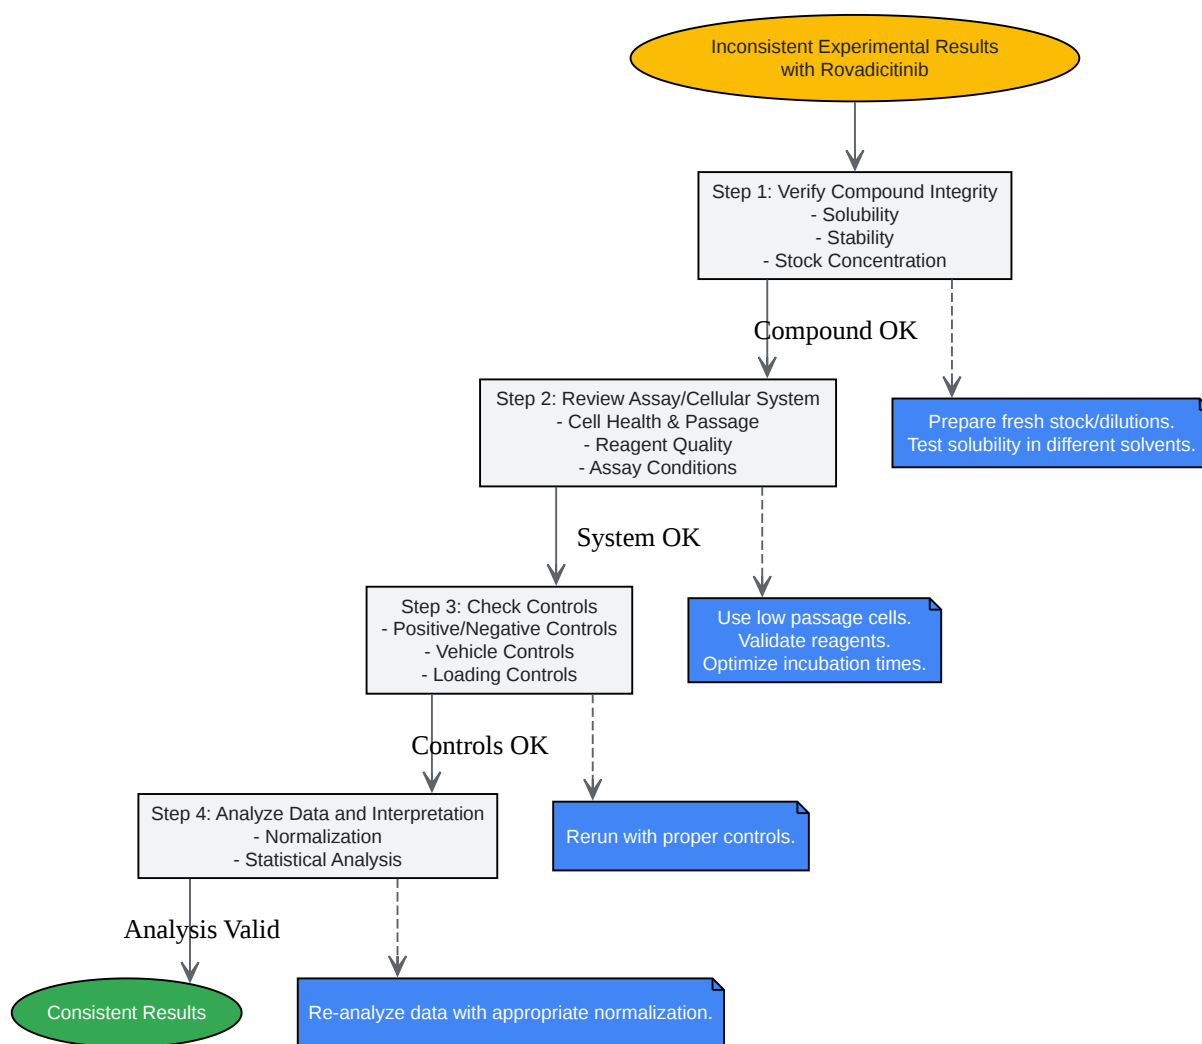 Inconsistent Experimental Results
with Rovadicitinib
Step 1: Verify Compound Integrity
- Solubility
- Stability
- Stock Concentration
Compound OK
Step 2: Review Assay/Cellular System
- Cell Health & Passage
- Reagent Quality
- Assay Conditions
Prepare fresh stock/dilutions.
Test solubility in different solvents.
System OK
Step 3: Check Controls
- Positive/Negative Controls
- Vehicle Controls
- Loading Controls
Use low passage cells.
Validate reagents.
Optimize incubation times.
Controls OK
Step 4: Analyze Data and Interpretation
- Normalization
- Statistical Analysis
Rerun with proper controls.
Analysis Valid
Consistent Results
Re-analyze data with appropriate normalization.